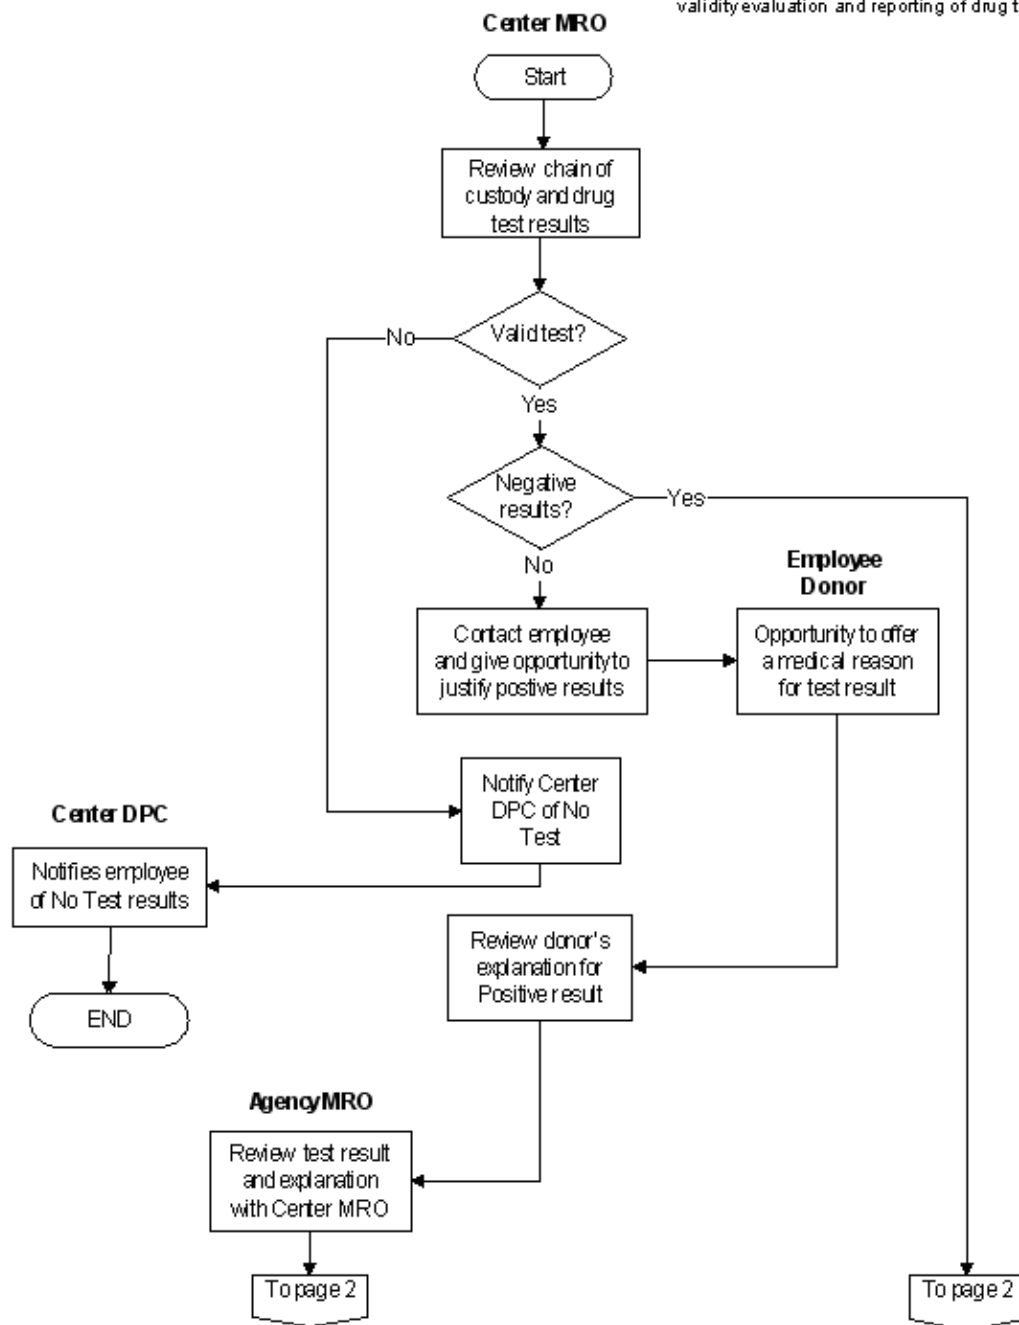 validity evaluation and reporting of drug
Center MRO
Start
Review chain of
custody and drug
test results
Valid test?
No
Yes
Negative
results?
Yes
No
Employee
Donor
Contact employee
and give opportunity to
justify postive results
Opportunity to offer
a medical reason
for test result
Notify Center
DPC of No
Test
Center DPC
Notifies employee
of No Test results
Review donor's
explanation for
Positive result
END
Agency MRO
Review test result
and explanation
with Center MRO
To page 2
To page 2